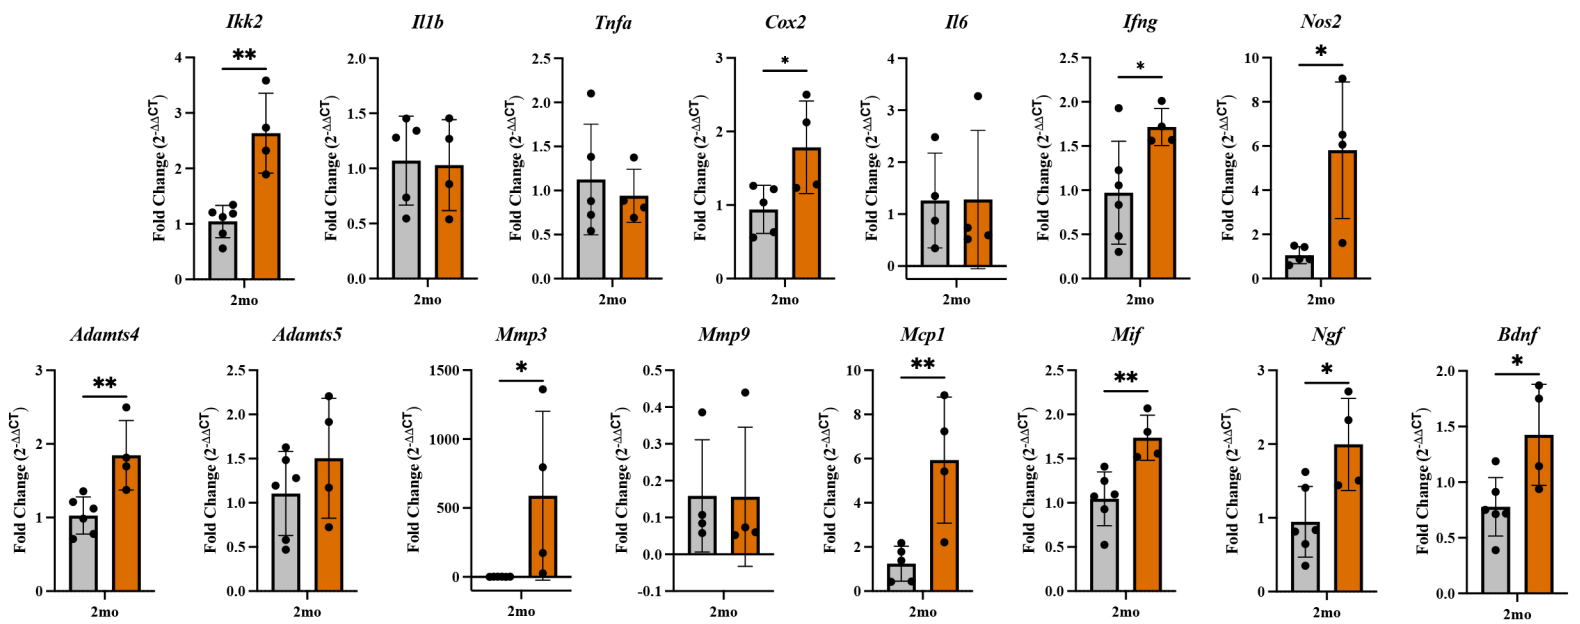 Ikk2
Il1b
Tnfa
Cox2
Il6
Ifng
Nos2
**
*
*
*
Fold Change (2-ΔΔCT)
4
3
2
1
0
2mo
Fold Change (2-ΔΔCT)
2.0
1.5
1.0
0.5
0.0
2mo
Fold Change (2-ΔΔCT)
2.5
2.0
1.5
1.0
0.5
0.0
2mo
Fold Change (2-ΔΔCT)
3
2
1
0
2mo
Fold Change (2-ΔΔCT)
4
3
2
1
0
2mo
Fold Change (2-ΔΔCT)
2.5
2.0
1.5
1.0
0.5
0.0
2mo
Fold Change (2-ΔΔCT)
10
8
6
4
2
0
2mo
Adamts4
Adamts5
Mmp3
Mmp9
Mcp1
Mif
Ngf
Bdnf
**
*
**
**
*
*
Fold Change (2-ΔΔCT)
3
2
1
0
2mo
Fold Change (2-ΔΔCT)
2.5
2.0
1.5
1.0
0.5
0.0
2mo
Fold Change (2-ΔΔCT)
1500
1000
500
0
2mo
Fold Change (2-ΔΔCT)
0.5
0.4
0.3
0.2
0.1
0.0
-0.1
2mo
Fold Change (2-ΔΔCT)
10
8
6
4
2
0
2mo
Fold Change (2-ΔΔCT)
2.5
2.0
1.5
1.0
0.5
0.0
2mo
Fold Change (2-ΔΔCT)
3
2
1
0
2mo
Fold Change (2-ΔΔCT)
2.0
1.5
1.0
0.5
0.0
2mo